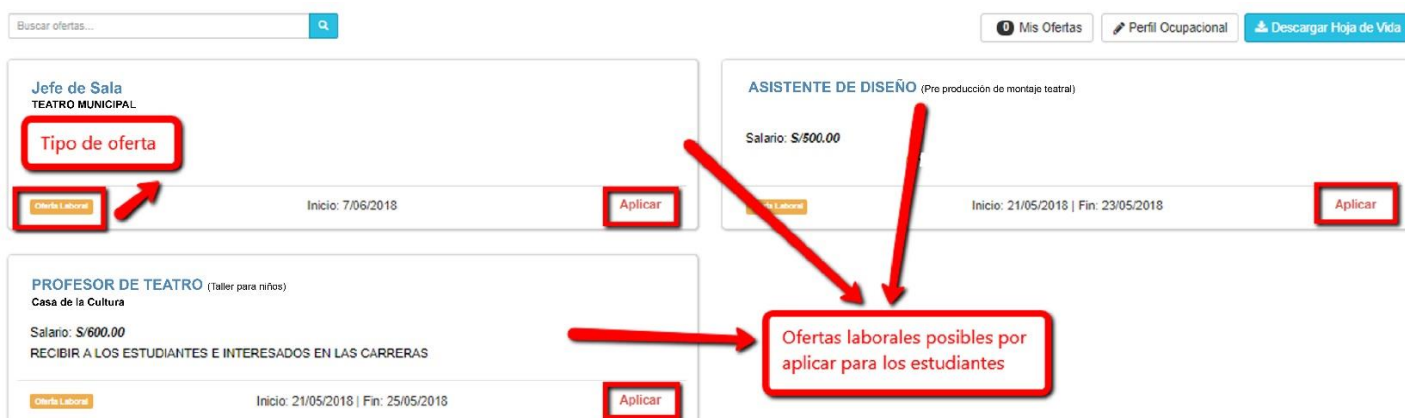 Buscar ofertas...
0 Mis Ofertas
Perfil Ocupacional
Descargar Hoja de Vida
Jefe de Sala
TEATRO MUNICIPAL
Tipo de oferta
Oferta Laboral
Inicio: 7/06/2018
Aplicar
ASISTENTE DE DISEÑO (Pre producción de montaje teatral)
Salario: S/500.00
Oferta Laboral
Inicio: 21/05/2018 | Fin: 23/05/2018
Aplicar
PROFESOR DE TEATRO (Taller para niños)
Casa de la Cultura
Salario: S/600.00
RECIBIR A LOS ESTUDIANTES E INTERESADOS EN LAS CARRERAS
Oferta Laboral
Inicio: 21/05/2018 | Fin: 25/05/2018
Aplicar
Ofertas laborales posibles por
aplicar para los estudiantes